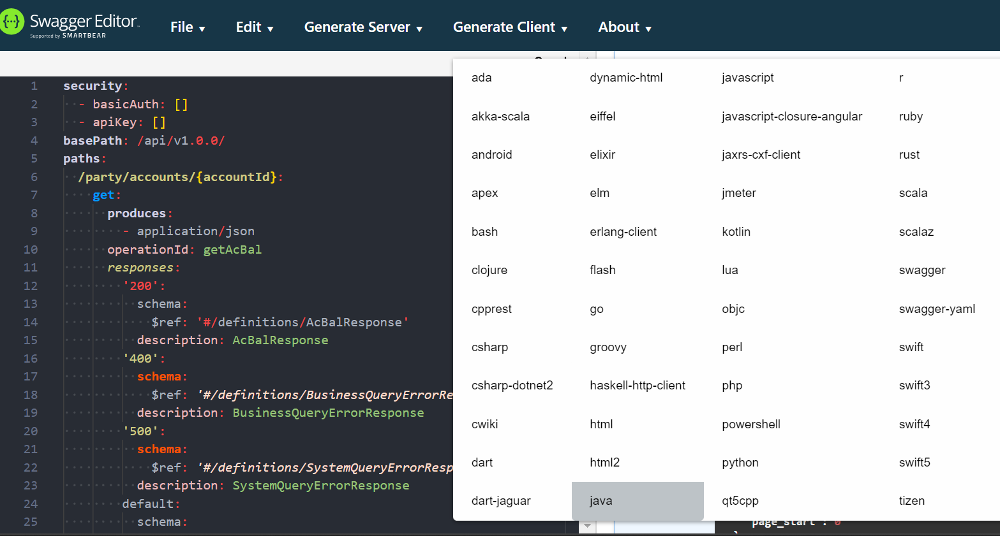 Swagger Editor
Supported by SMARTBEAR
File ▼ Edit ▼ Generate Server ▼ Generate Client ▼ About ▼
1 security:
2 - basicAuth: []
3 - apiKey: []
4 basePath: /api/v1.0.0/
5 paths:
6 /party/accounts/{accountId}:
7 get:
8 produces:
9 - application/json
10 operationId: getAcBal
11 responses:
12 '200':
13 schema:
14 $ref: '#/definitions/AcBalResponse'
15 description: AcBalResponse
16 '400':
17 schema:
18 $ref: '#/definitions/BusinessQueryErrorRe
19 description: BusinessQueryErrorResponse
20 '500':
21 schema:
22 $ref: '#/definitions/SystemQueryErrorResp
23 description: SystemQueryErrorResponse
24 default:
25 schema:
ada dynamic-html javascript r
akka-scala eiffel javascript-closure-angular ruby
android elixir jaxrs-cxf-client rust
apex elm jmeter scala
bash erlang-client kotlin scalaz
clojure flash lua swagger
cpprest go objc swagger-yaml
csharp groovy perl swift
csharp-dotnet2 haskell-http-client php swift3
cwiki html powershell swift4
dart html2 python swift5
dart-jaguar java qt5cpp tizen
page_start : 0
}